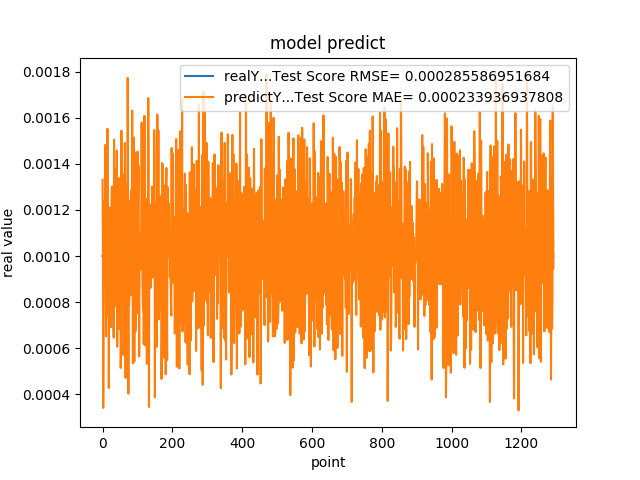 model predict
realY...Test Score RMSE= 0.000285586951684
predictY...Test Score MAE= 0.000233936937808
0.0018
0.0016
0.0014
0.0012
0.0010
0.0008
0.0006
0.0004
real value
0 200 400 600 800 1000 1200
point